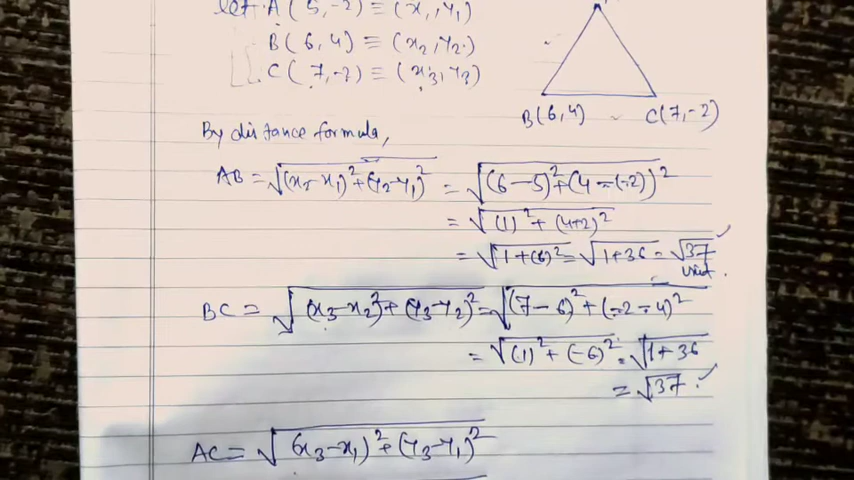 let A(5,-2) ≡ (x₁,y₁)
B(6,4) ≡ (x₂,y₂)
C(7,-2) ≡ (x₃,y₃)
B(6,4) C(7,-2)
By distance formula,
AB = √((x₂-x₁)²+(y₂-y₁)²) = √((6-5)²+(4-(-2))²)
= √((1)²+(4+2)²)
= √(1+(6)²) = √(1+36) = √37 unit.
BC = √((x₃-x₂)²+(y₃-y₂)²) = √((7-6)²+(-2-4)²)
= √((1)²+(-6)²) = √(1+36)
= √37.
AC = √((x₃-x₁)²+(y₃-y₁)²)